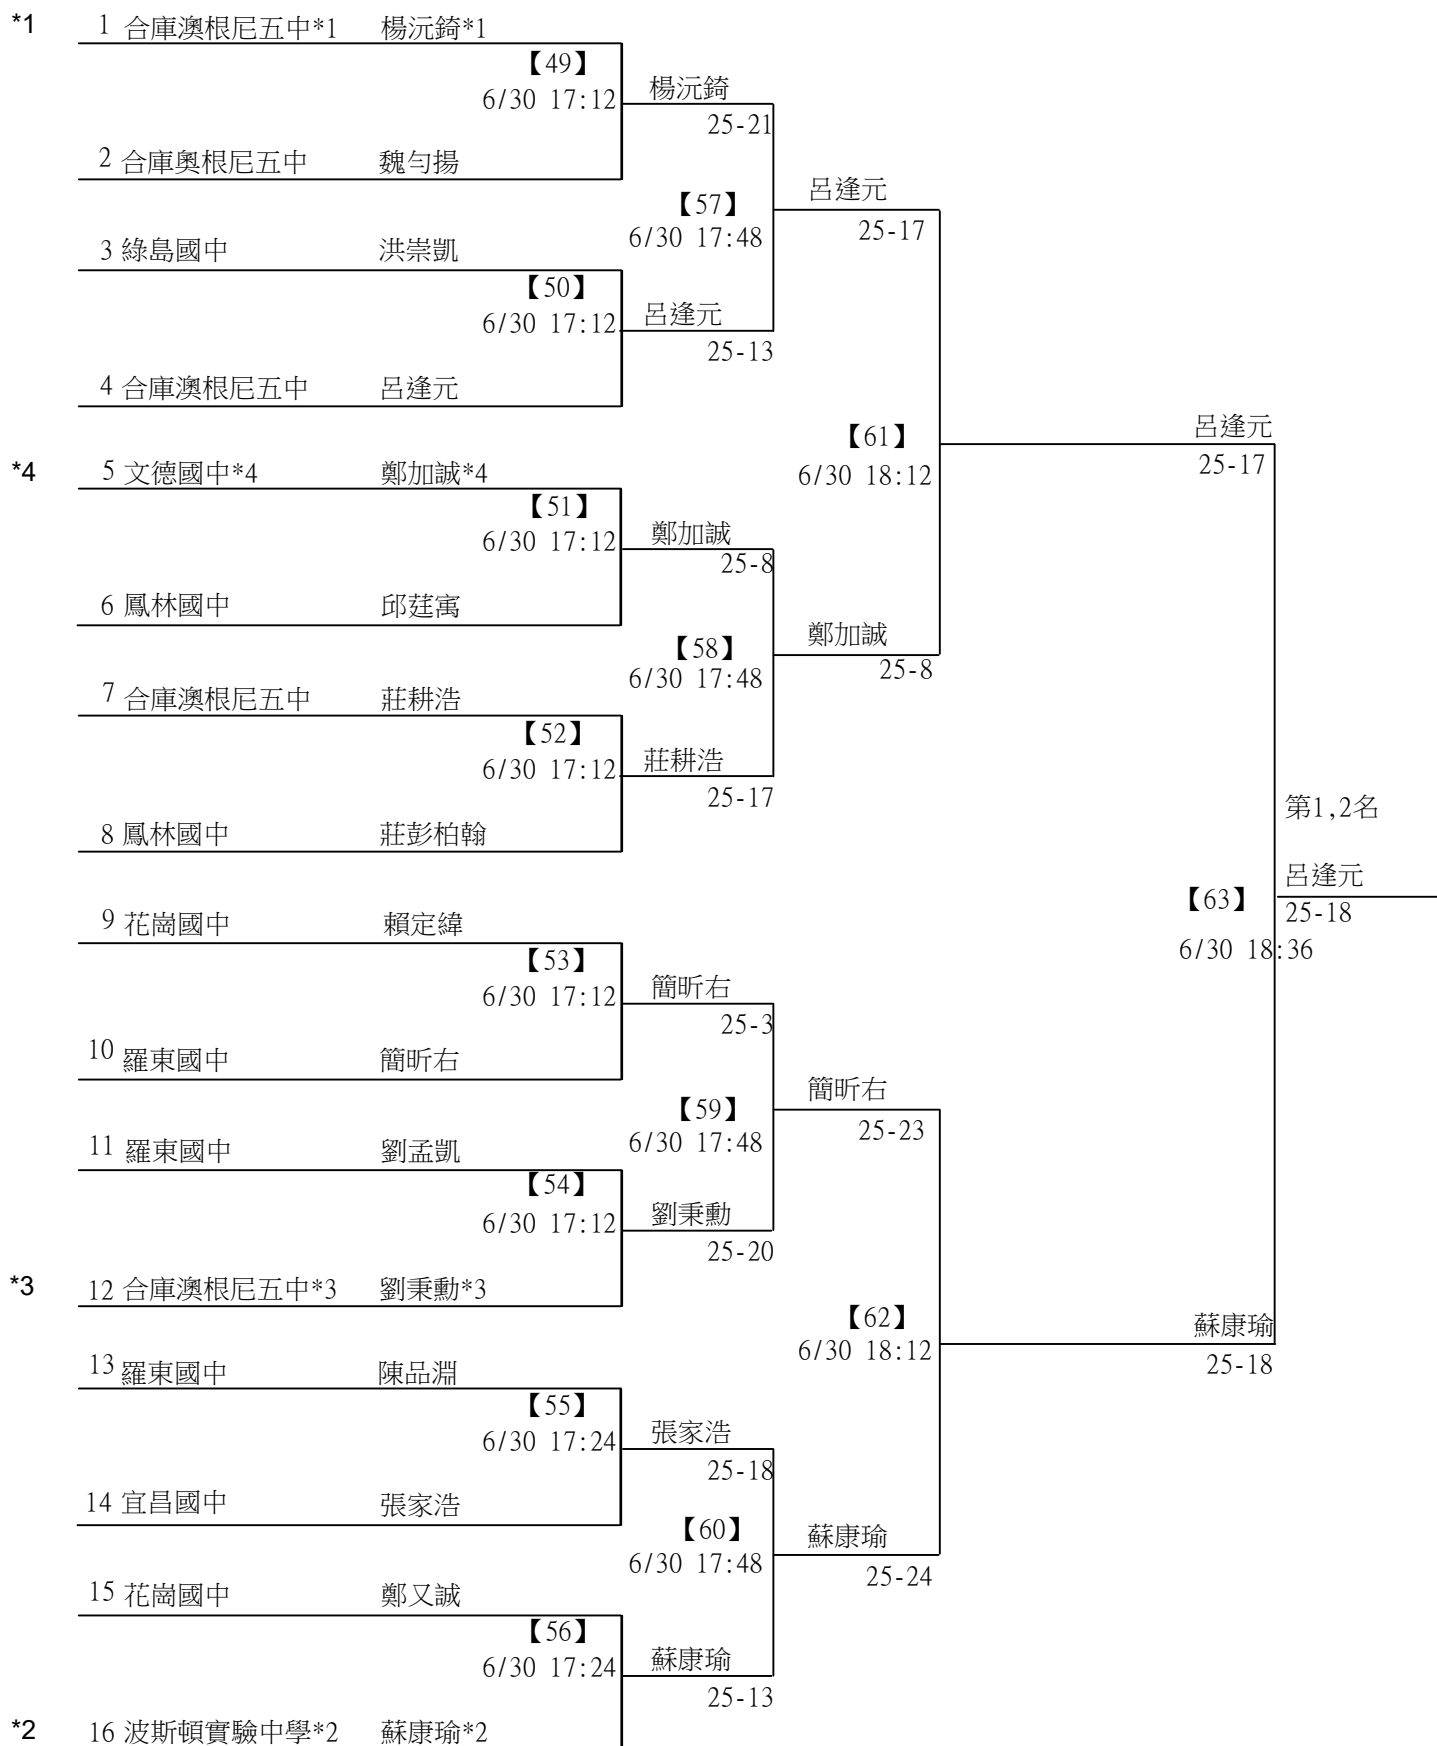 *1 1 合庫澳根尼五中*1 楊沅錡*1
【49】
楊沅錡
6/30 17:12
25-21
2 合庫奧根尼五中 魏勻揚
呂逢元
【57】
25-17
6/30 17:48
3 綠島國中 洪崇凱
【50】
呂逢元
6/30 17:12
25-13
4 合庫澳根尼五中 呂逢元
呂逢元
【61】
25-17
*4 5 文德國中*4 鄭加誠*4
6/30 18:12
【51】
鄭加誠
6/30 17:12
25-8
6 鳳林國中 邱莛寓
鄭加誠
【58】
25-8
6/30 17:48
7 合庫澳根尼五中 莊耕浩
【52】
莊耕浩
6/30 17:12
25-17
第1,2名
8 鳳林國中 莊彭柏翰
呂逢元
【63】
25-18
9 花崗國中 賴定緯
6/30 18:36
【53】
簡昕右
6/30 17:12
25-3
10 羅東國中 簡昕右
簡昕右
【59】
25-23
6/30 17:48
11 羅東國中 劉孟凱
【54】
劉秉勳
6/30 17:12
25-20
*3 12 合庫澳根尼五中*3 劉秉勳*3
【62】
蘇康瑜
6/30 18:12
25-18
13 羅東國中 陳品淵
【55】
張家浩
6/30 17:24
25-18
14 宜昌國中 張家浩
【60】
蘇康瑜
6/30 17:48
25-24
15 花崗國中 鄭又誠
【56】
蘇康瑜
6/30 17:24
25-13
*2 16 波斯頓實驗中學*2 蘇康瑜*2